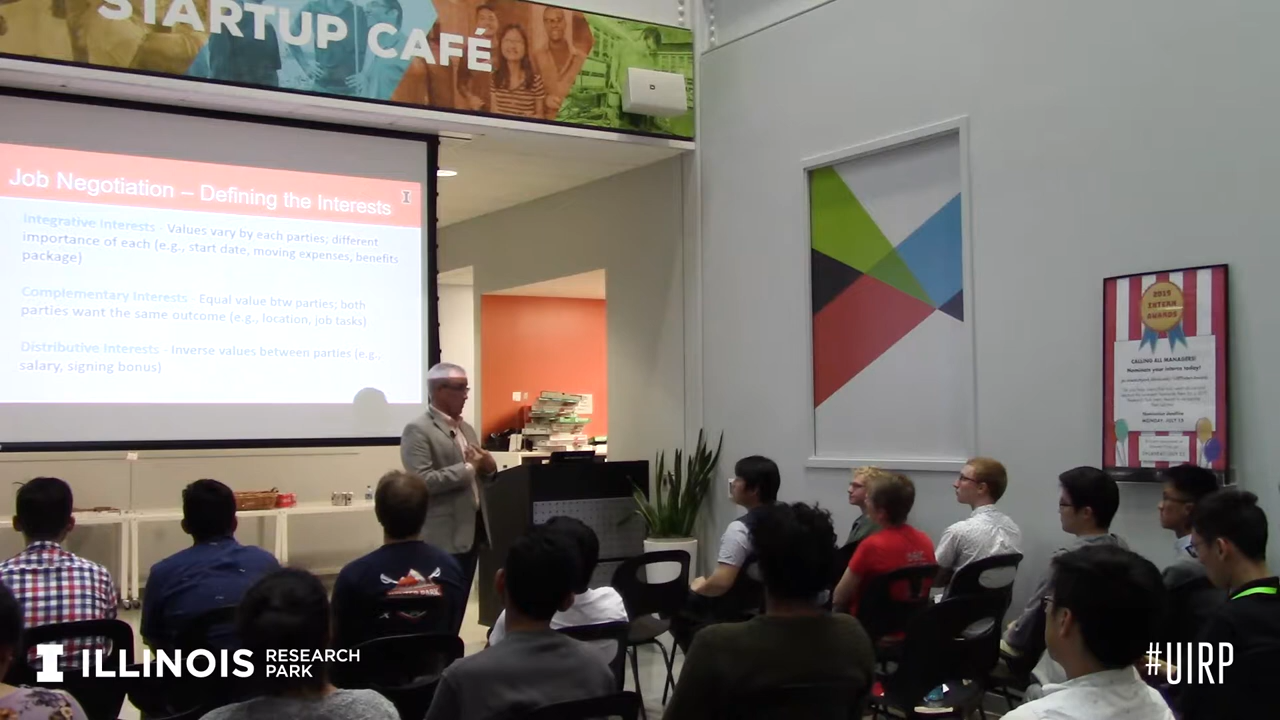 STARTUP CAFÉ
Job Negotiation – Defining the Interests
I
Integrative Interests - Values vary by each parties; different
importance of each (e.g., start date, moving expenses, benefits
package)
Complementary Interests - Equal value btw parties; both
parties want the same outcome (e.g., location, job tasks)
Distributive Interests - Inverse values between parties (e.g.,
salary, signing bonus)
INTERN
AWARDS
CALLING ALL MANAGERS!
Nominate your interns today!
Nomination deadline
I ILLINOIS RESEARCH
PARK
#UIRP